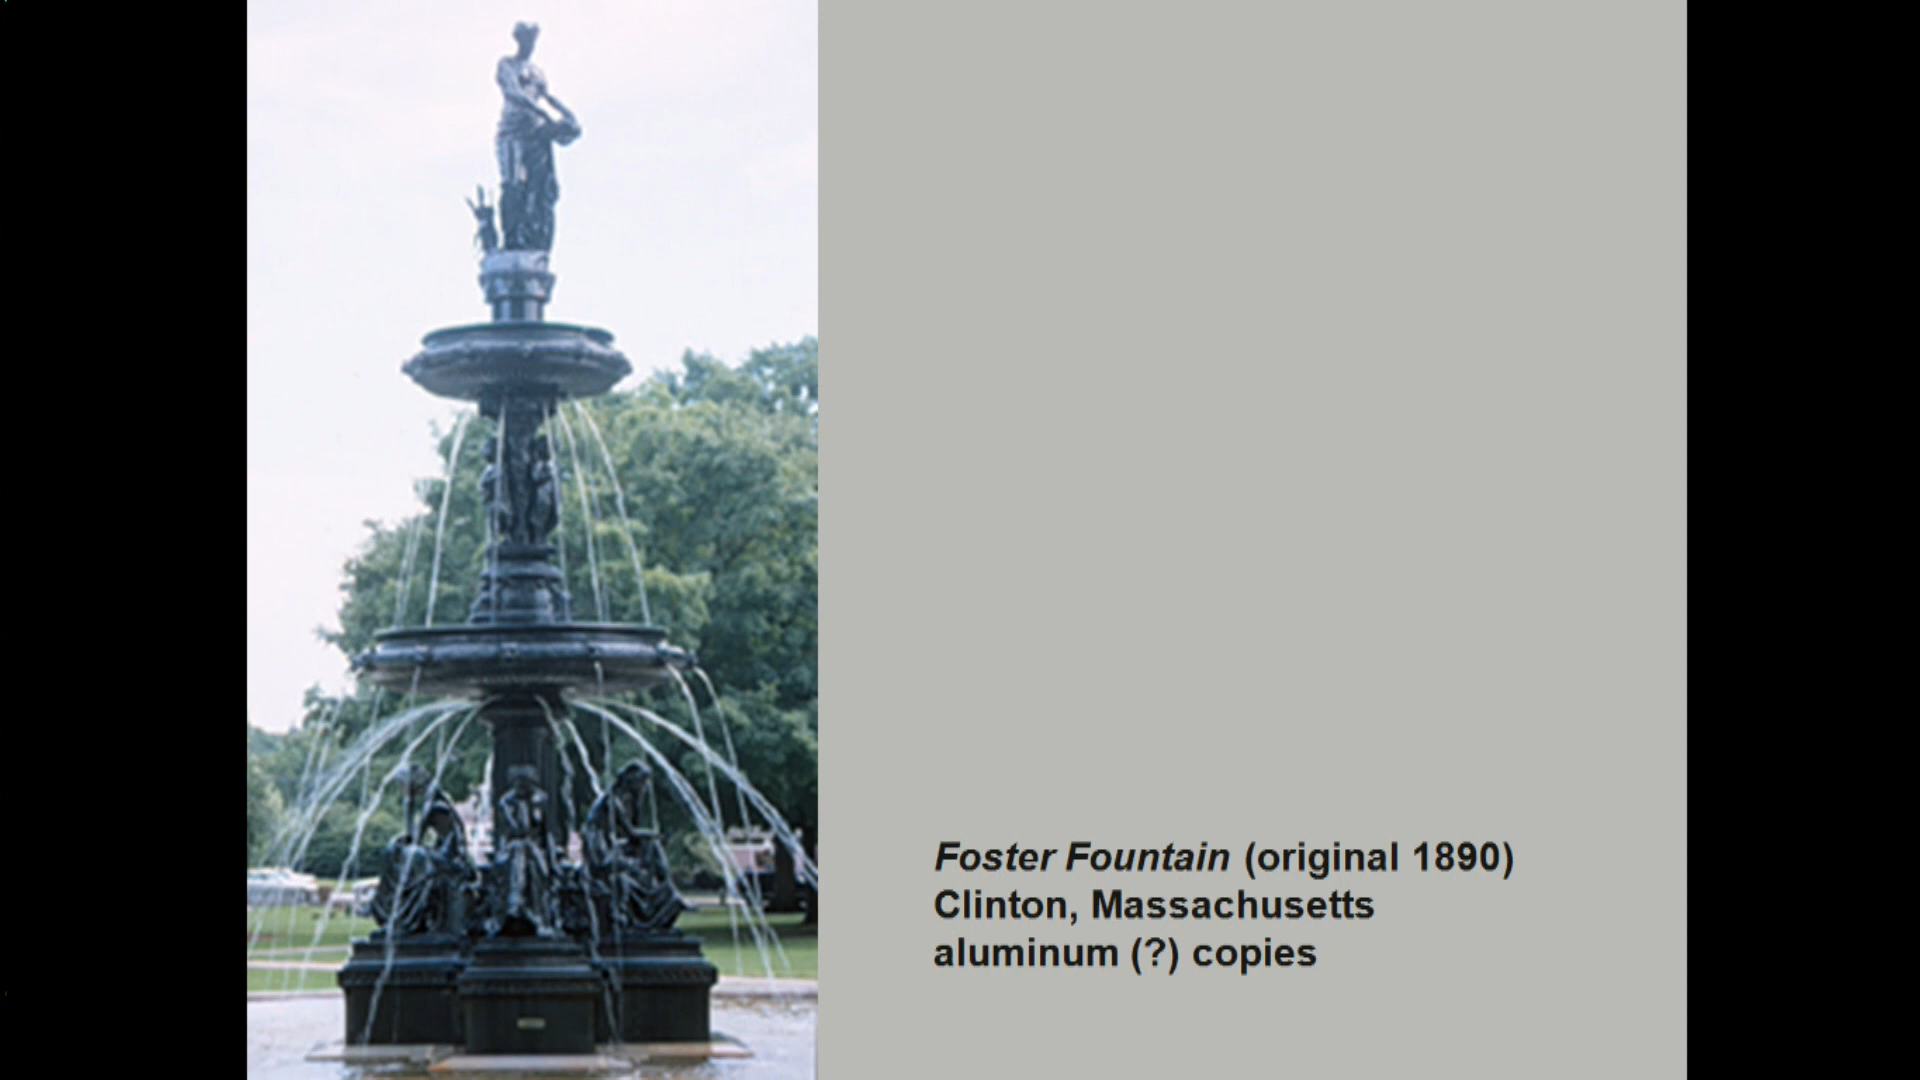 Foster Fountain (original 1890)
Clinton, Massachusetts
aluminum (?) copies